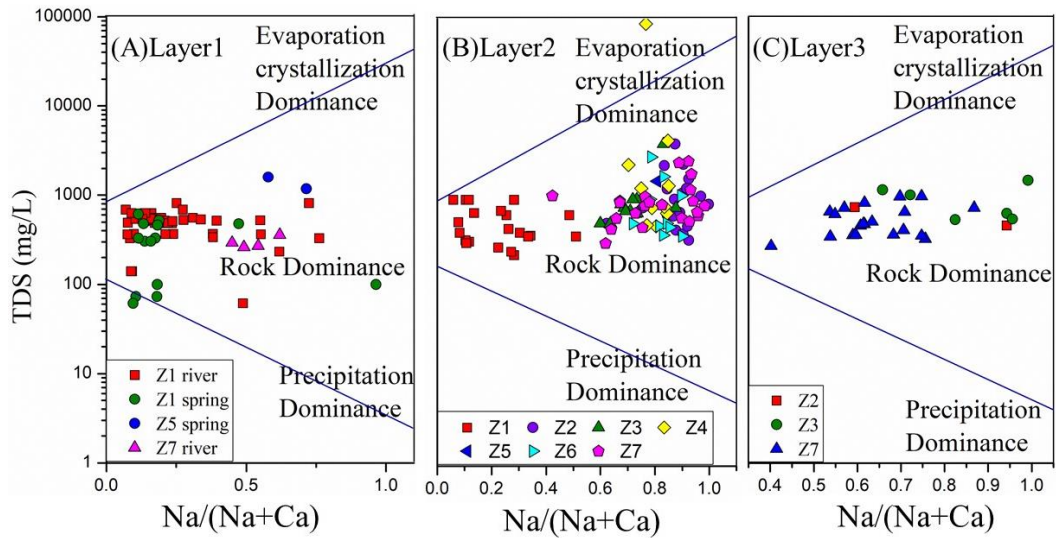 TDS (mg/L)
100000
10000
1000
100
10
1
(A)Layer1
Evaporation
crystallization
Dominance
Rock Dominance
Precipitation
Dominance
Z1 river
Z1 spring
Z5 spring
Z7 river
0.0 0.5 1.0
Na/(Na+Ca)
(B)Layer2
Evaporation
crystallization
Dominance
Rock Dominance
Precipitation
Dominance
Z1 Z2 Z3 Z4
Z5 Z6 Z7
0.0 0.2 0.4 0.6 0.8 1.0
Na/(Na+Ca)
(C)Layer3
Evaporation
crystallization
Dominance
Rock Dominance
Precipitation
Dominance
Z2
Z3
Z7
0.4 0.5 0.6 0.7 0.8 0.9 1.0
Na/(Na+Ca)